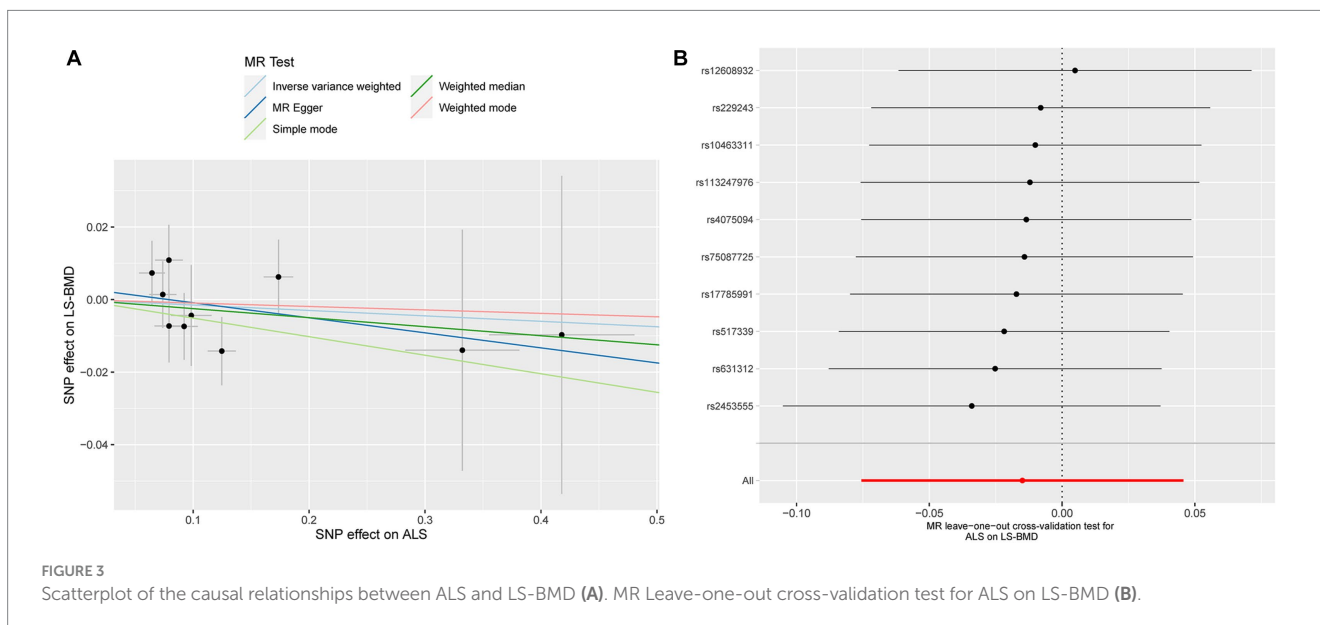 A
MR Test
Inverse variance weighted
Weighted median
MR Egger
Weighted mode
Simple mode
SNP effect on LS-BMD
0.02
0.00
−0.02
−0.04
0.1
0.2
0.3
0.4
0.5
SNP effect on ALS
B
rs12608932
rs229243
rs10463311
rs113247976
rs4075094
rs75087725
rs17785991
rs517339
rs631312
rs2453555
All
−0.10
−0.05
0.00
0.05
MR leave−one−out cross−validation test for
ALS on LS−BMD
FIGURE 3
Scatterplot of the causal relationships between ALS and LS-BMD (A). MR Leave-one-out cross-validation test for ALS on LS-BMD (B).